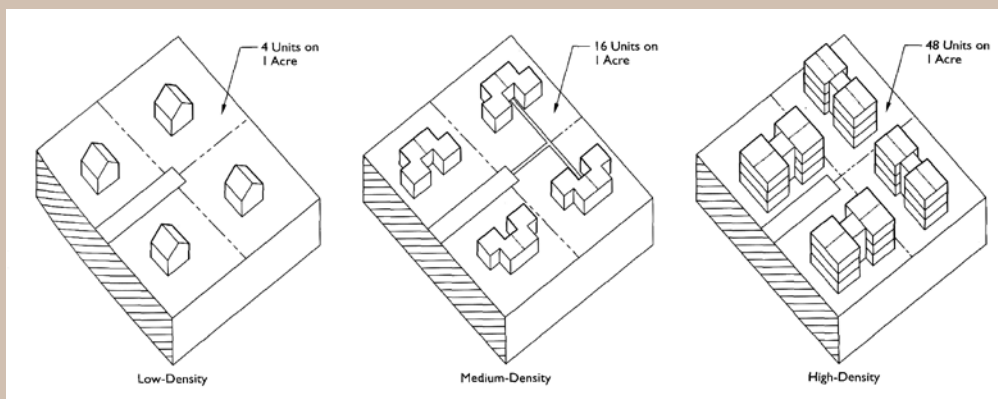 4 Units on
1 Acre
Low-Density
16 Units on
1 Acre
Medium-Density
48 Units on
1 Acre
High-Density